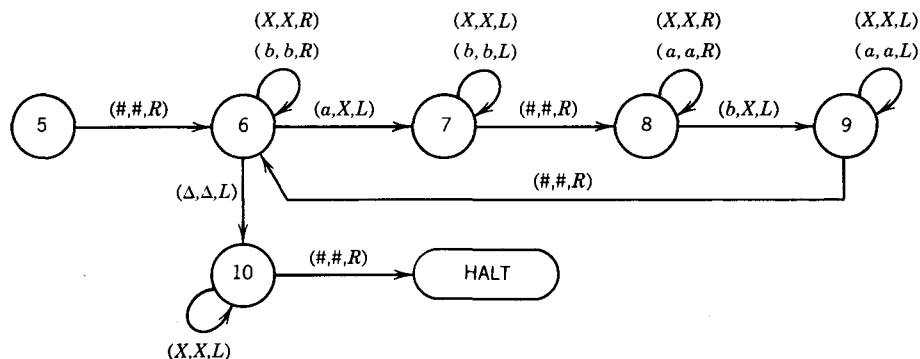 (X,X,R) (X,X,L) (X,X,R) (X,X,L)
(b,b,R) (b,b,L) (a,a,R) (a,a,L)
5 (#,#,R) 6 (a,X,L) 7 (#,#,R) 8 (b,X,L) 9
(#,#,R)
(Δ,Δ,L)
10 (#,#,R) HALT
(X,X,L)